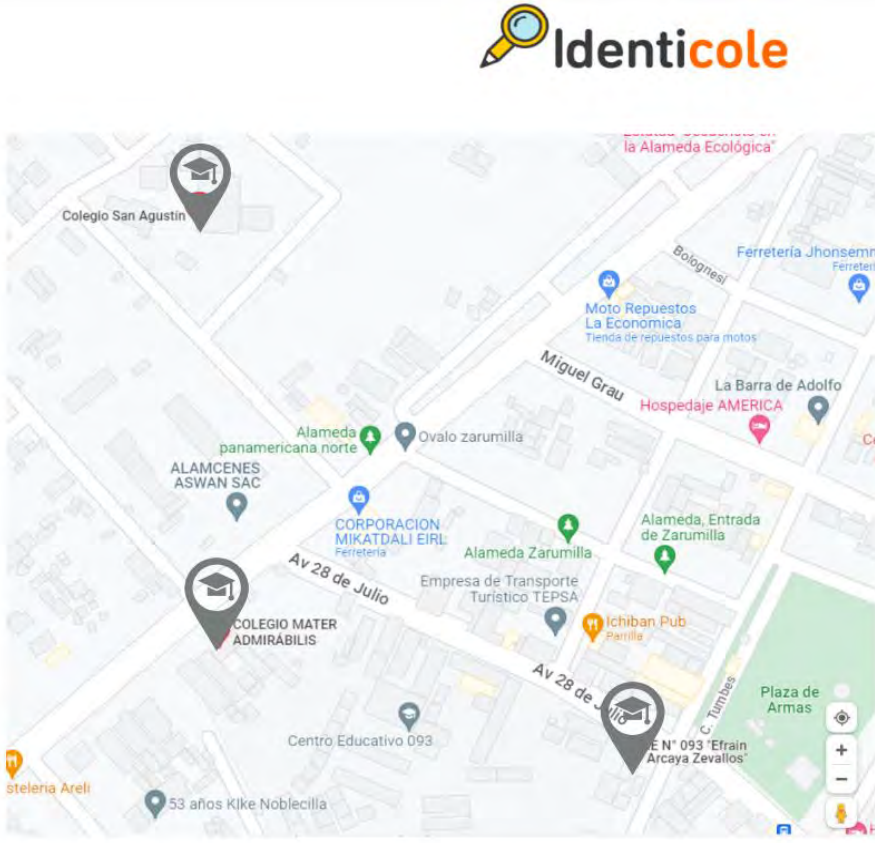 Identicole
la Alameda Ecológica"
Colegio San Agustín
Bolognesi
Ferretería Jhonsemn
Ferreterí
Moto Repuestos
La Economica
Tienda de repuestos para motos
Miguel Grau
La Barra de Adolfo
Hospedaje AMERICA
Alameda
panamericana norte
Ovalo zarumilla
ALAMCENES
ASWAN SAC
CORPORACION
MIKATDALI EIRL
Ferretería
Alameda Zarumilla
Alameda, Entrada
de Zarumilla
Av 28 de Julio
Empresa de Transporte
Turístico TEPSA
Ichiban Pub
Parrilla
COLEGIO MATER
ADMIRÁBILIS
Av 28 de Julio
C. Tumbes
Plaza de
Armas
Centro Educativo 093
E N° 093 "Efrain
Arcaya Zevallos"
steleria Areli
53 años KIke Noblecilla